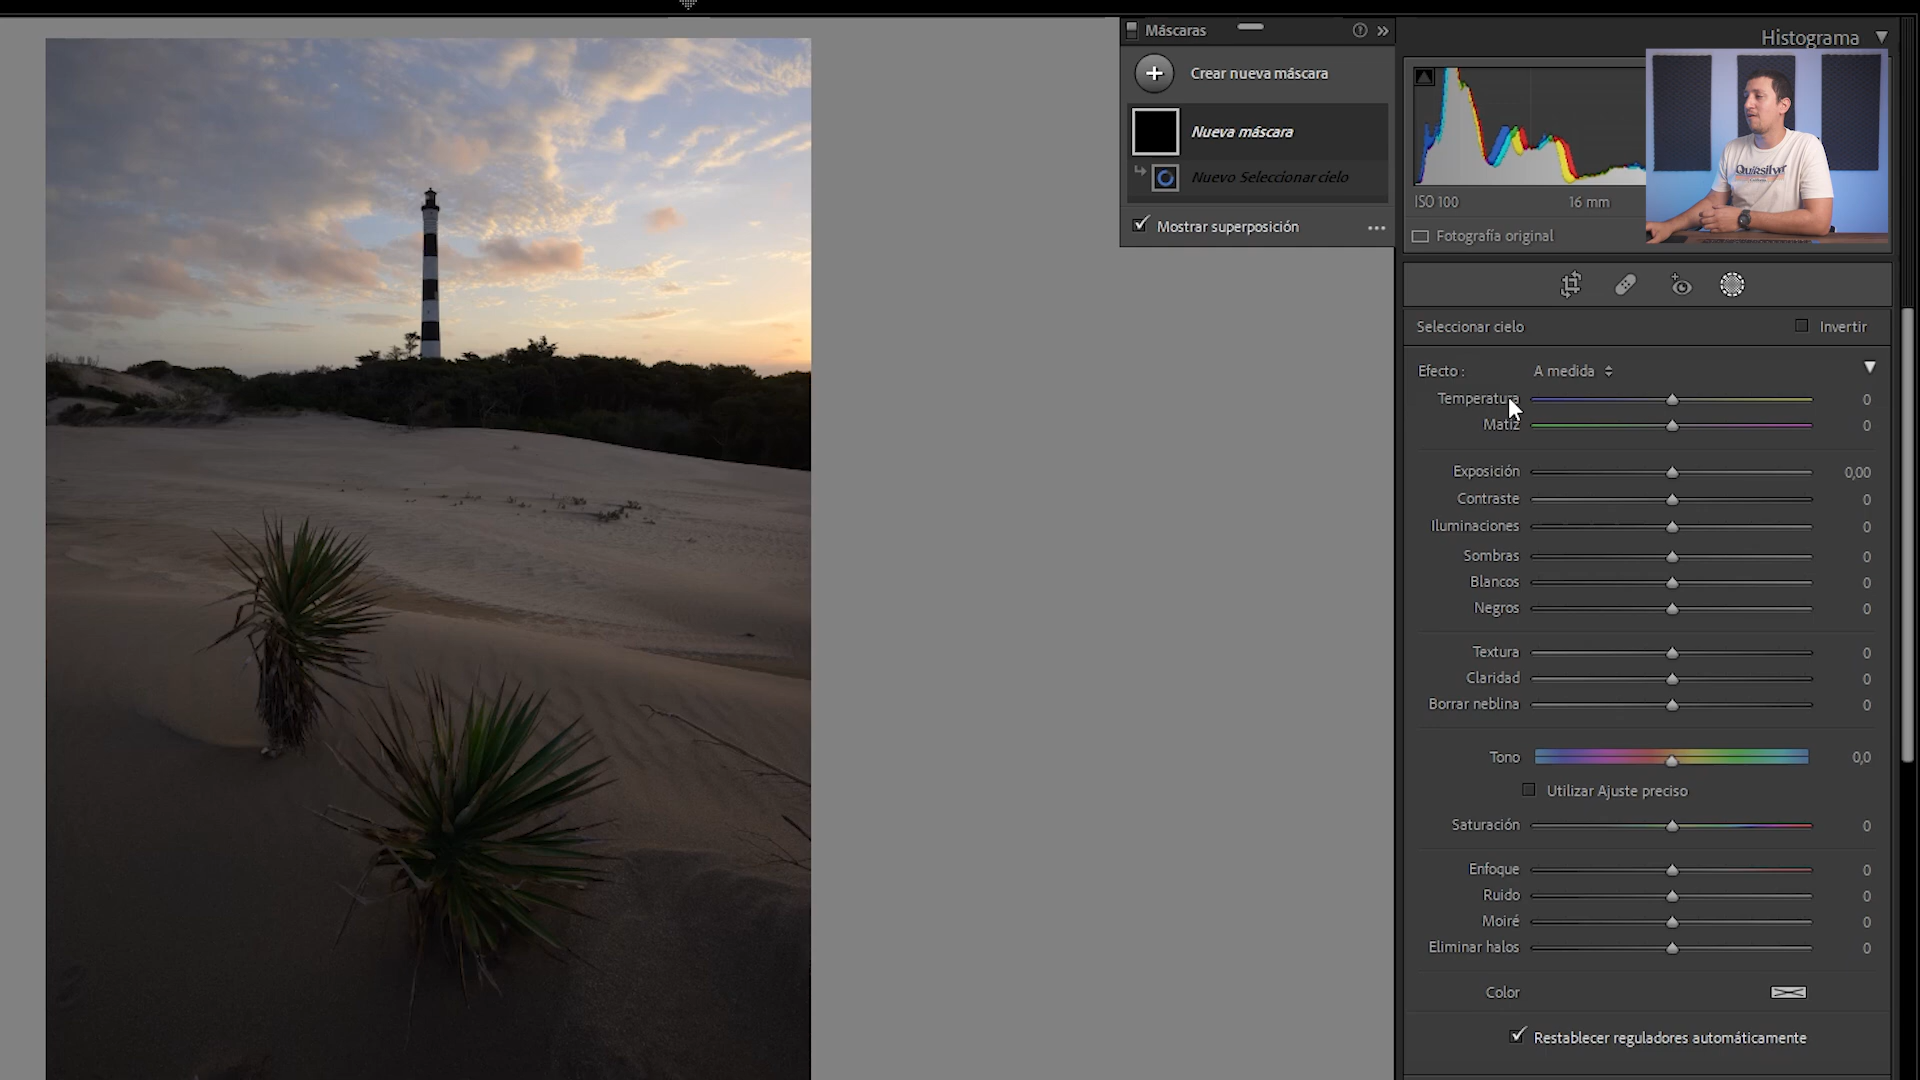 Máscaras
Crear nueva máscara
Nueva máscara
Nuevo Seleccionar cielo
Mostrar superposición
Histograma
ISO 100
16 mm
Fotografía original
Quiksilver
Seleccionar cielo
Invertir
Efecto :
A medida
Temperatura 0
Matiz 0
Exposición 0,00
Contraste 0
Iluminaciones 0
Sombras 0
Blancos 0
Negros 0
Textura 0
Claridad 0
Borrar neblina 0
Tono 0,0
Utilizar Ajuste preciso
Saturación 0
Enfoque 0
Ruido 0
Moiré 0
Eliminar halos 0
Color
Restablecer reguladores automáticamente